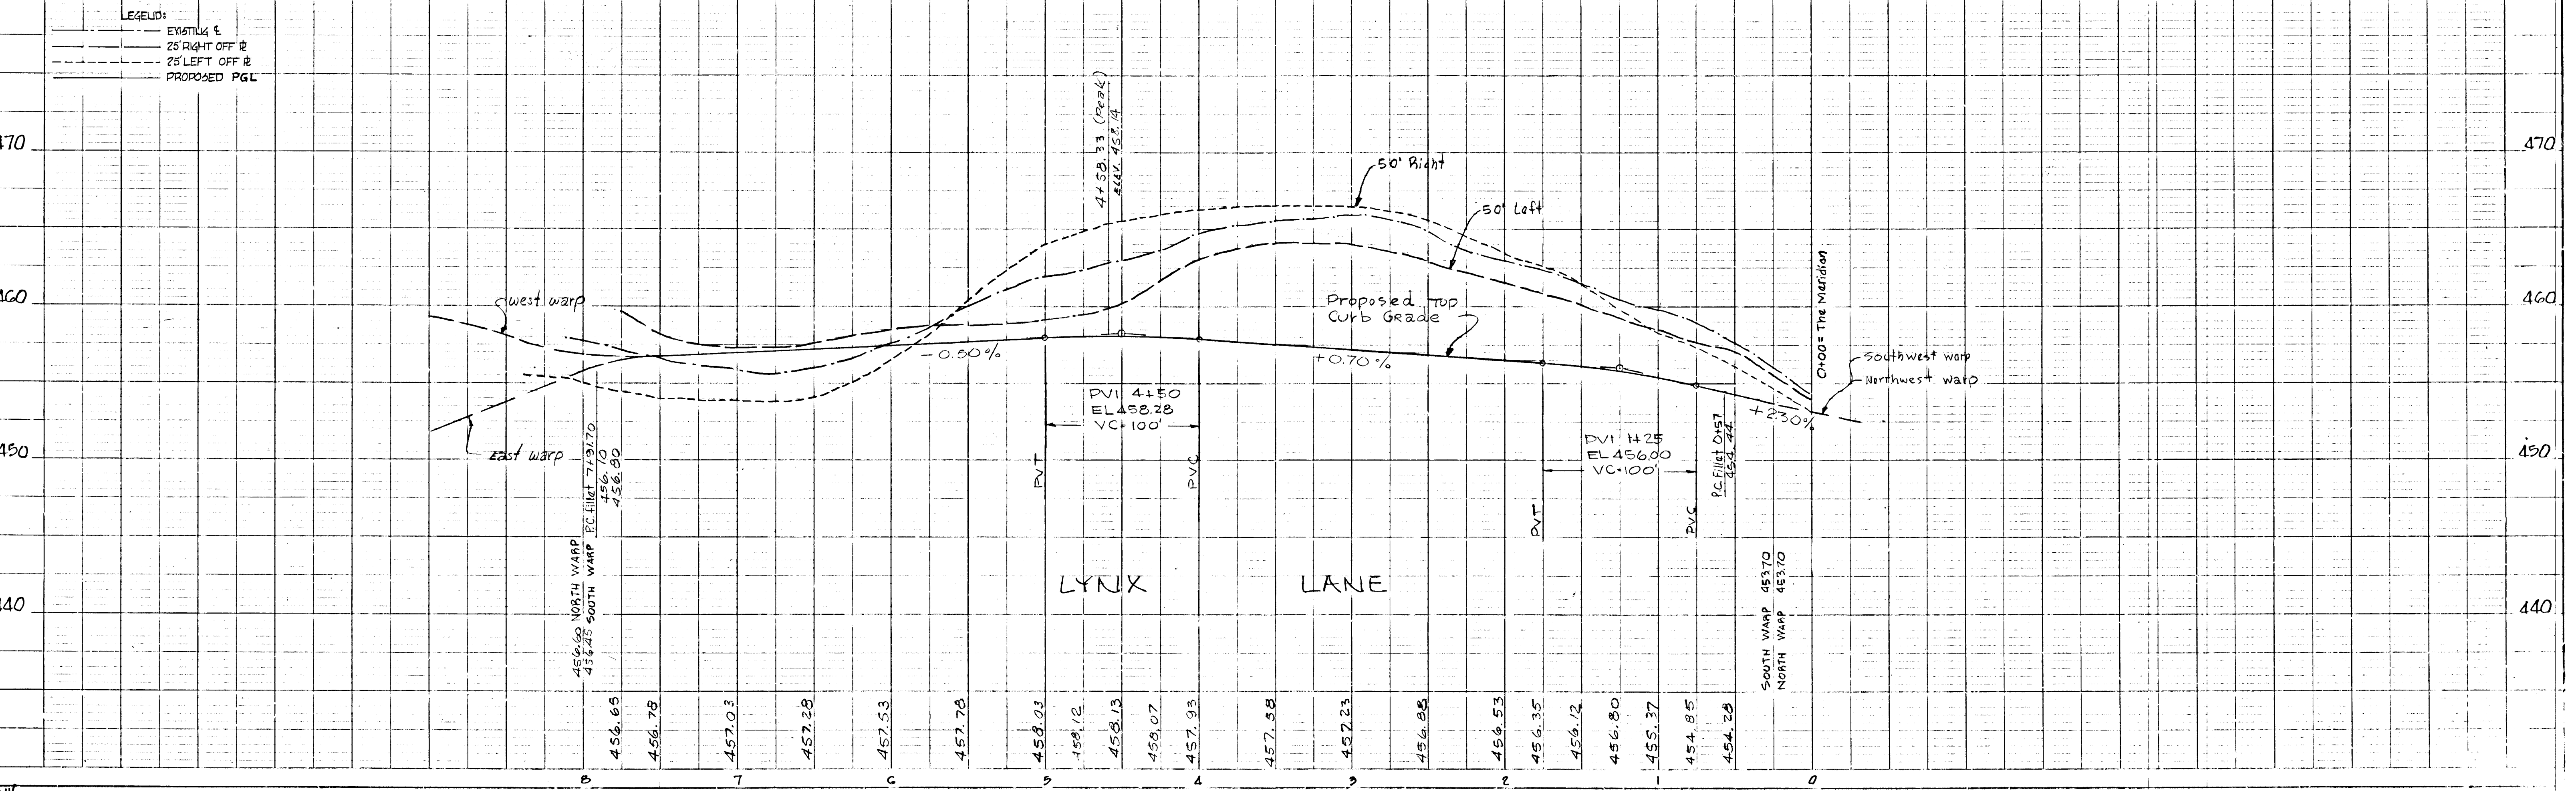 LEGEND:
EXISTING ℄
25' RIGHT OFF ℞
25' LEFT OFF ℞
PROPOSED PGL
470
460
450
440
470
460
450
440
4+58.33 (Peak)
ELEV. 458.14
50' Right
50' Left
0+00 = The Meridian
west warp
East warp
Proposed Top
Curb Grade
Southwest warp
Northwest warp
-0.50%
+0.70%
+2.30%
PVI 4+50
EL 458.28
VC=100'
PVT
PVC
PVI 1+25
EL 456.00
VC=100'
PVT
PVC
P.C. Fillet 0+57
454.44
P.C. Fillet 7+91.70
456.10
456.80
456.60 NORTH WARP
456.45 SOUTH WARP
LYNX LANE
SOUTH WARP 453.70
NORTH WARP 453.70
456.65
456.78
457.03
457.28
457.53
457.78
458.03
458.12
458.13
458.07
457.93
457.58
457.23
456.88
456.53
456.35
456.12
456.80
455.37
454.85
454.28
8 7 6 5 4 3 2 1 0